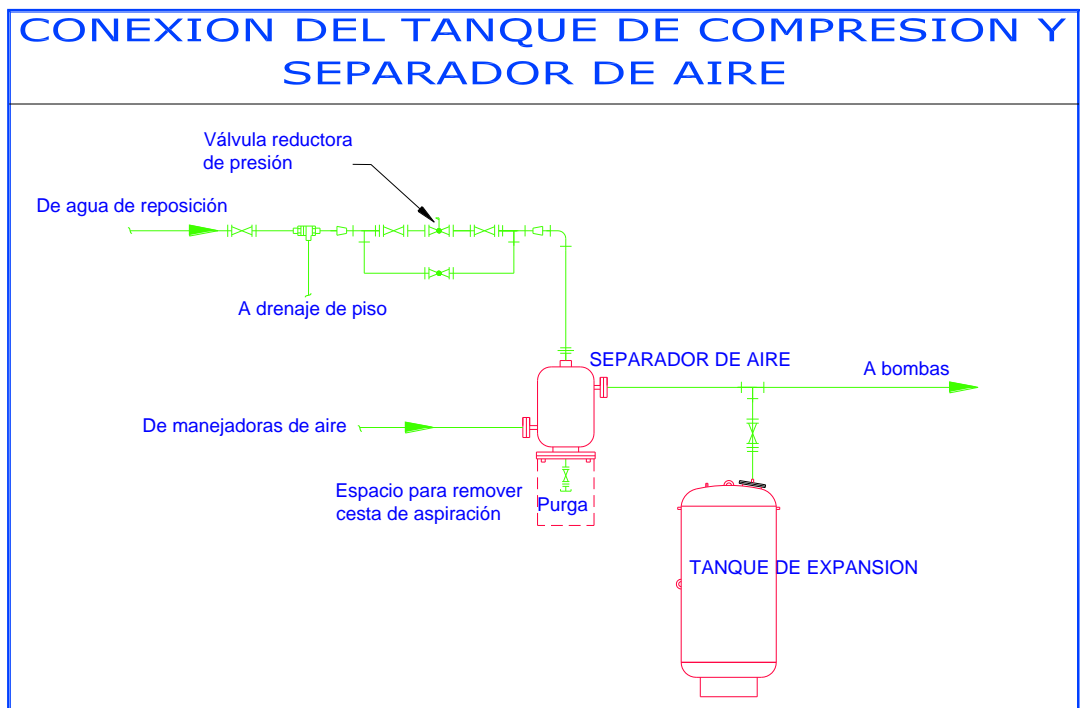 CONEXION DEL TANQUE DE COMPRESION Y
SEPARADOR DE AIRE
Válvula reductora
de presión
De agua de reposición
A drenaje de piso
SEPARADOR DE AIRE
A bombas
De manejadoras de aire
Espacio para remover
cesta de aspiración
Purga
TANQUE DE EXPANSION